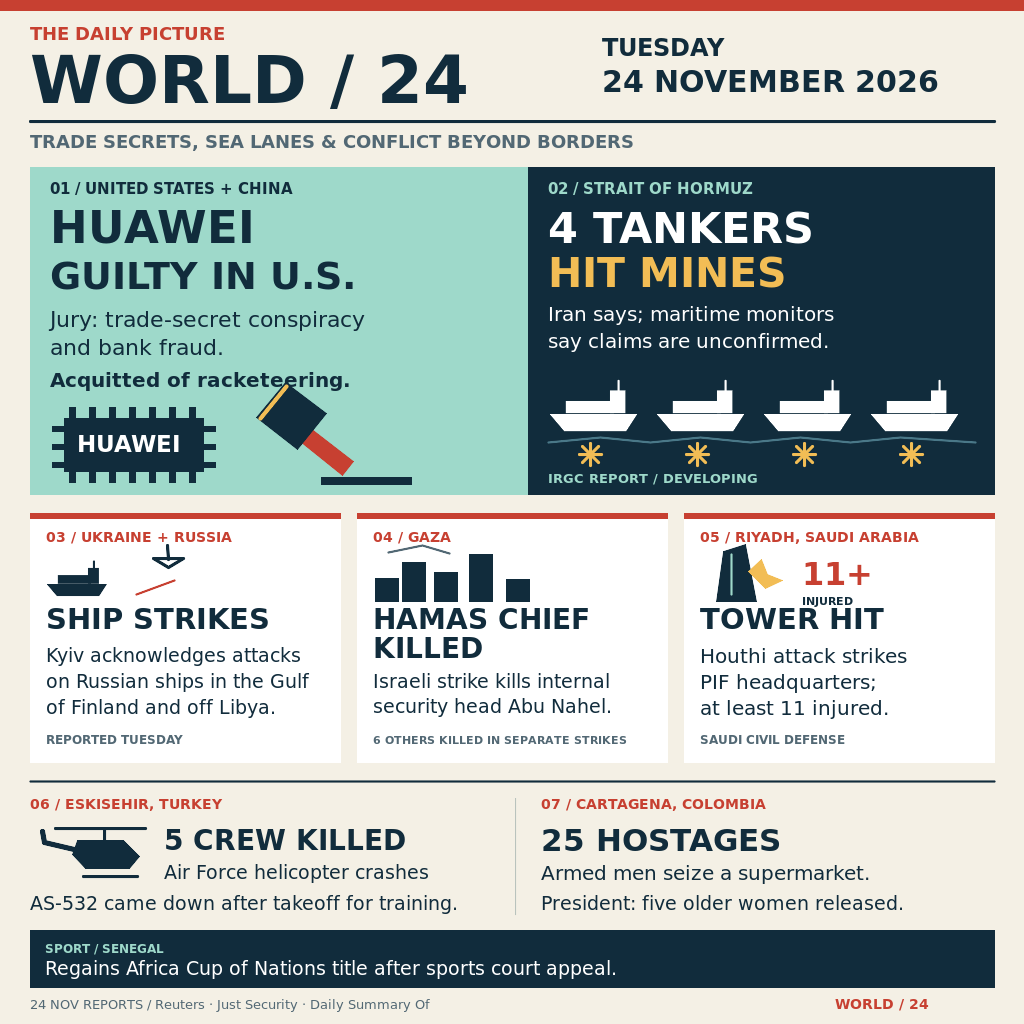 THE DAILY PICTURE
WORLD / 24
TUESDAY
24 NOVEMBER 2026
TRADE SECRETS, SEA LANES & CONFLICT BEYOND BORDERS
01 / UNITED STATES + CHINA
HUAWEI
GUILTY IN U.S.
Jury: trade-secret conspiracy
and bank fraud.
Acquitted of racketeering.
HUAWEI
02 / STRAIT OF HORMUZ
4 TANKERS
HIT MINES
Iran says; maritime monitors
say claims are unconfirmed.
IRGC REPORT / DEVELOPING
03 / UKRAINE + RUSSIA
SHIP STRIKES
Kyiv acknowledges attacks
on Russian ships in the Gulf
of Finland and off Libya.
REPORTED TUESDAY
04 / GAZA
HAMAS CHIEF
KILLED
Israeli strike kills internal
security head Abu Nahel.
6 OTHERS KILLED IN SEPARATE STRIKES
05 / RIYADH, SAUDI ARABIA
11+
INJURED
TOWER HIT
Houthi attack strikes
PIF headquarters;
at least 11 injured.
SAUDI CIVIL DEFENSE
06 / ESKISEHIR, TURKEY
5 CREW KILLED
Air Force helicopter crashes
AS-532 came down after takeoff for training.
07 / CARTAGENA, COLOMBIA
25 HOSTAGES
Armed men seize a supermarket.
President: five older women released.
SPORT / SENEGAL
Regains Africa Cup of Nations title after sports court appeal.
24 NOV REPORTS / Reuters · Just Security · Daily Summary Of
WORLD / 24